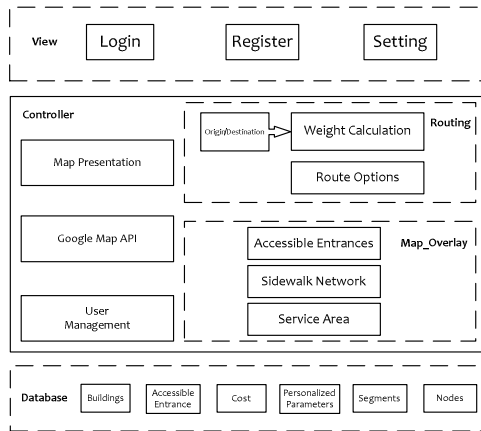 View
Login
Register
Setting
Controller
Map Presentation
Google Map API
User
Management
Routing
Origin/Destination
Weight Calculation
Route Options
Map_Overlay
Accessible Entrances
Sidewalk Network
Service Area
Database
Buildings
Accessible
Entrance
Cost
Personalized
Parameters
Segments
Nodes